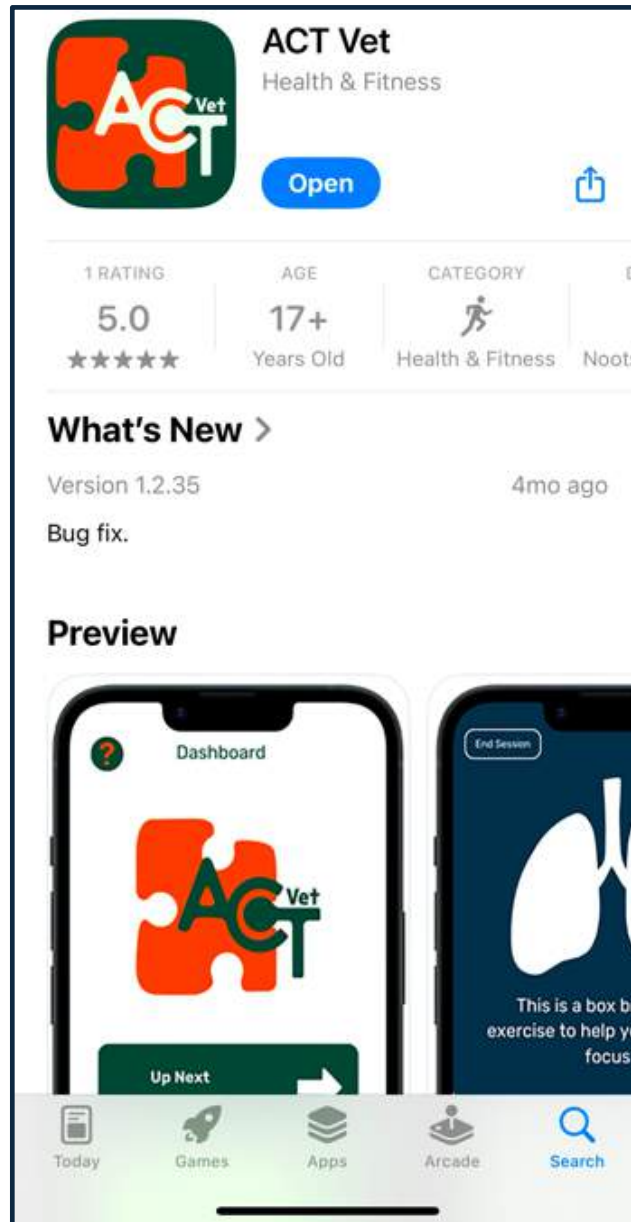 ACT Vet
ACT Vet
Health & Fitness
Open
1 RATING
AGE
CATEGORY
5.0
17+
★★★★★
Years Old
Health & Fitness
What's New >
Version 1.2.35
4mo ago
Bug fix.
Preview
?
Dashboard
ACT Vet
Up Next
End Session
This is a box
exercise to help
focus
Today
Games
Apps
Arcade
Search